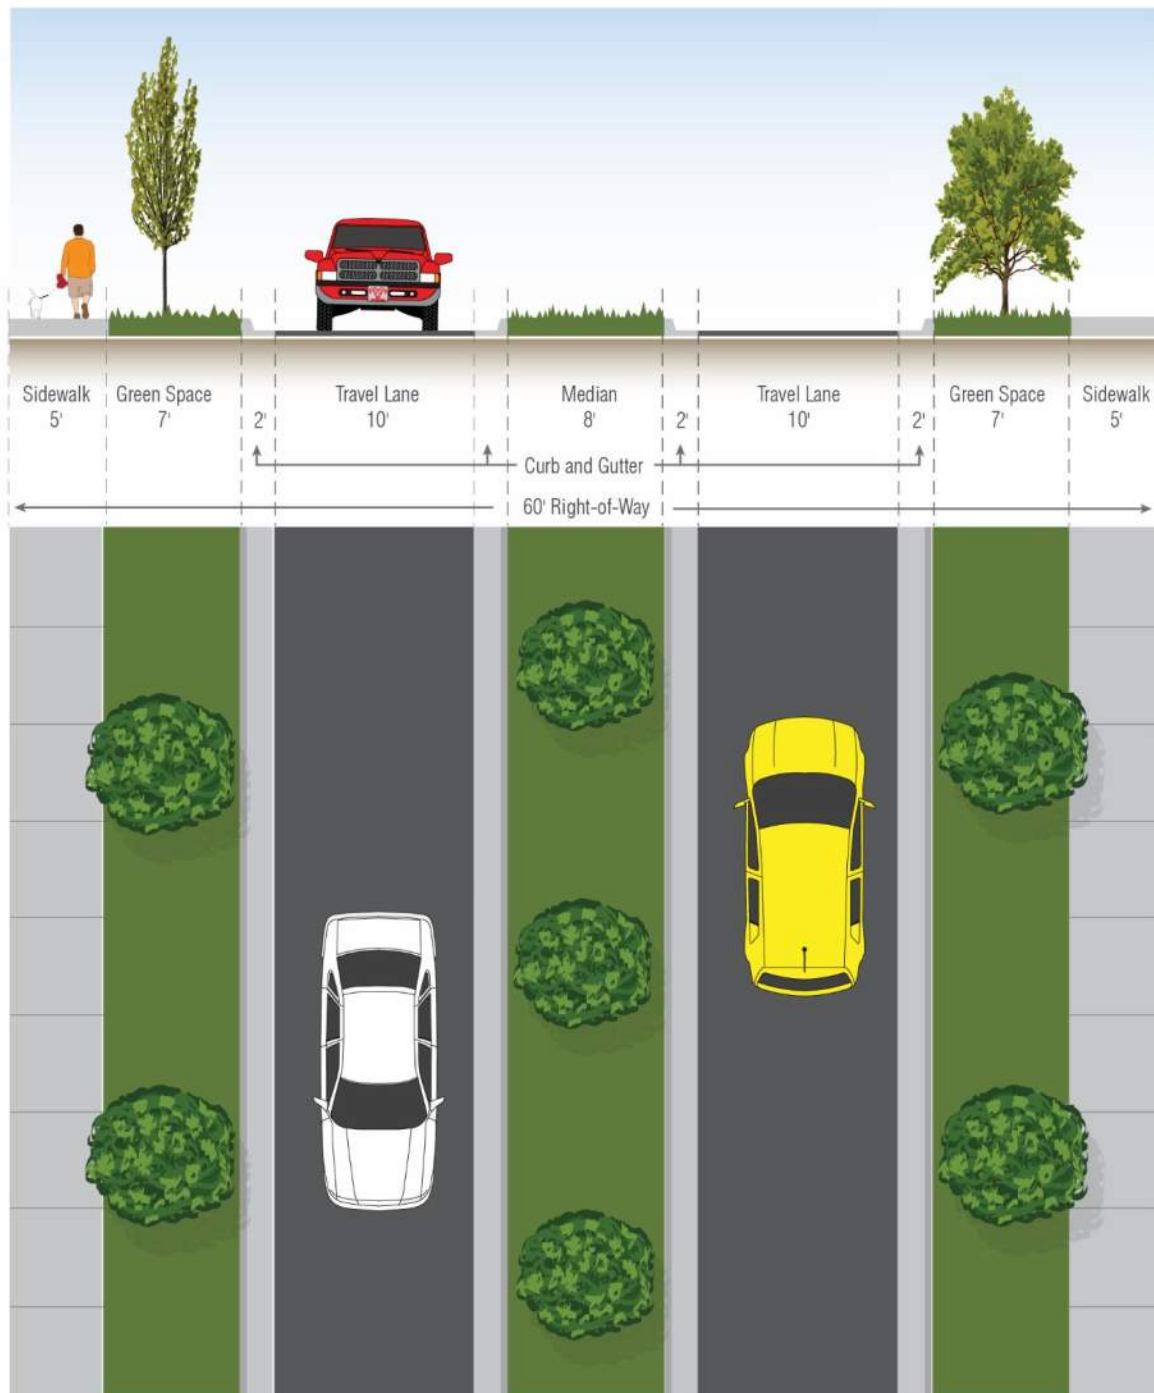 Sidewalk Green Space Travel Lane Median Travel Lane Green Space Sidewalk
5' 7' 2' 10' 8' 2' 10' 2' 7' 5'
Curb and Gutter
60' Right-of-Way